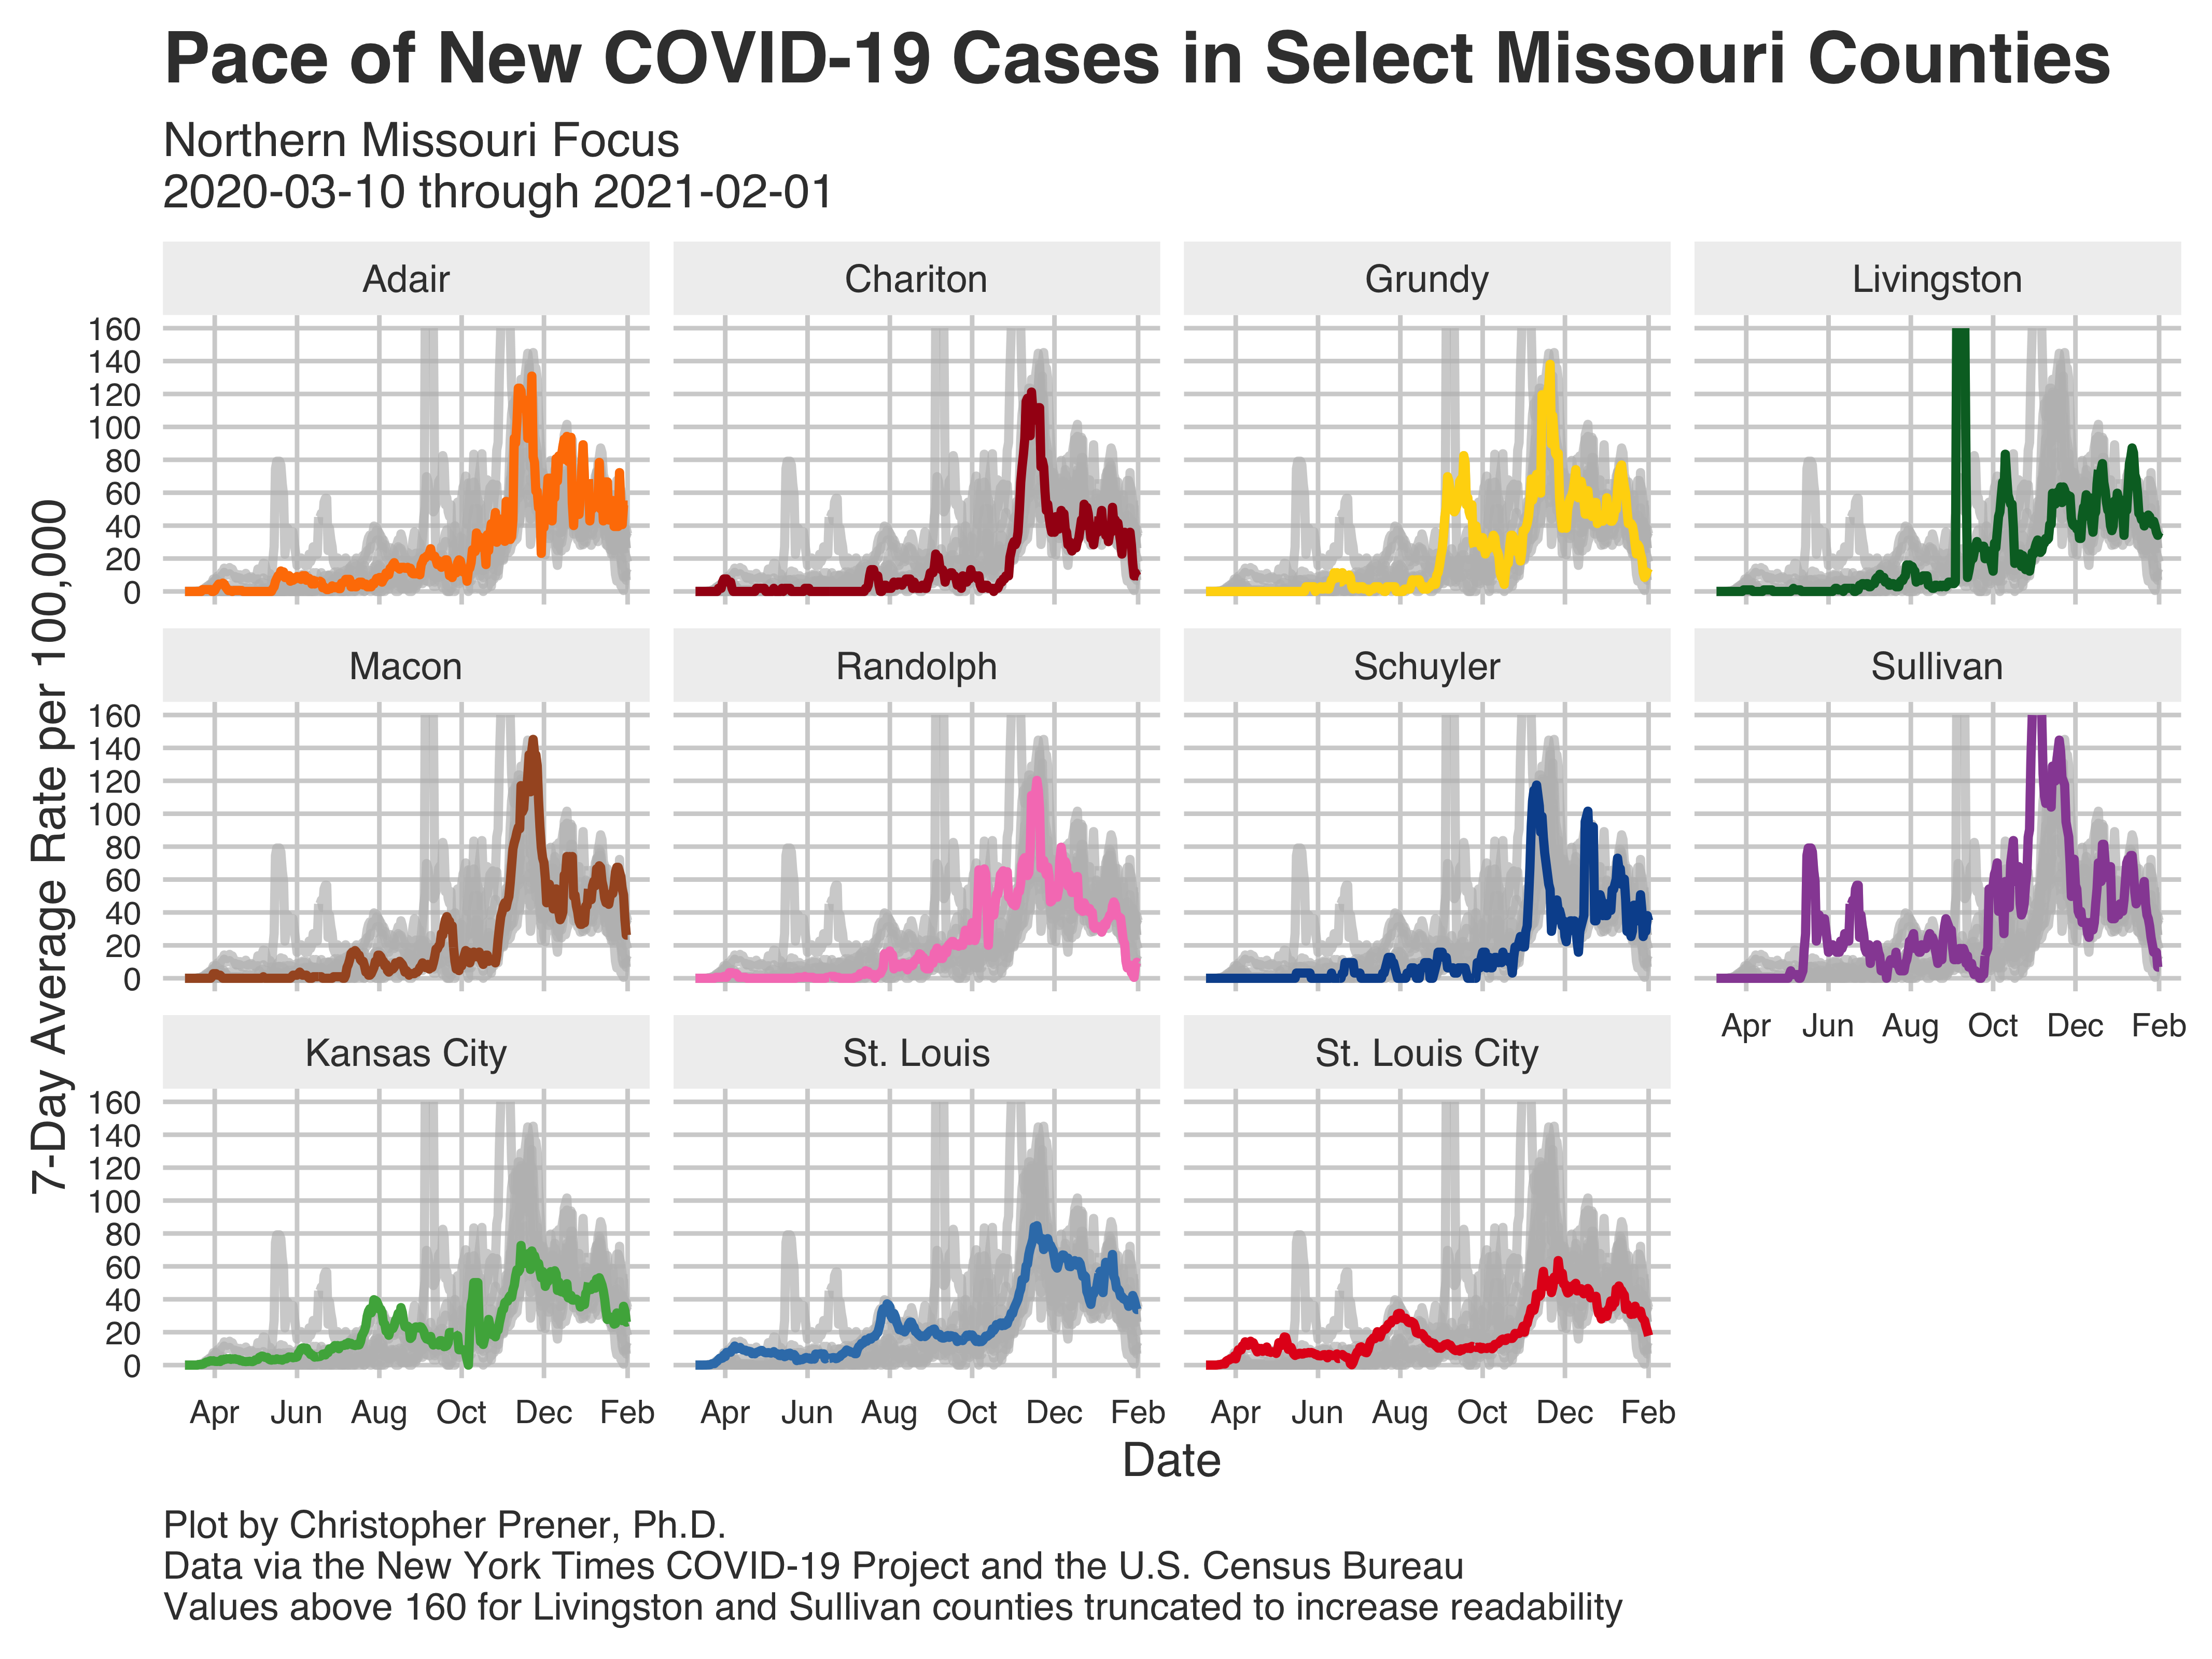 Pace of New COVID-19 Cases in Select Missouri Counties
Northern Missouri Focus
2020-03-10 through 2021-02-01
7-Day Average Rate per 100,000
Adair
Chariton
Grundy
Livingston
160
140
120
100
80
60
40
20
0
Macon
Randolph
Schuyler
Sullivan
160
140
120
100
80
60
40
20
0
Apr Jun Aug Oct Dec Feb
Kansas City
St. Louis
St. Louis City
160
140
120
100
80
60
40
20
0
Apr Jun Aug Oct Dec Feb
Apr Jun Aug Oct Dec Feb
Apr Jun Aug Oct Dec Feb
Date
Plot by Christopher Prener, Ph.D.
Data via the New York Times COVID-19 Project and the U.S. Census Bureau
Values above 160 for Livingston and Sullivan counties truncated to increase readability